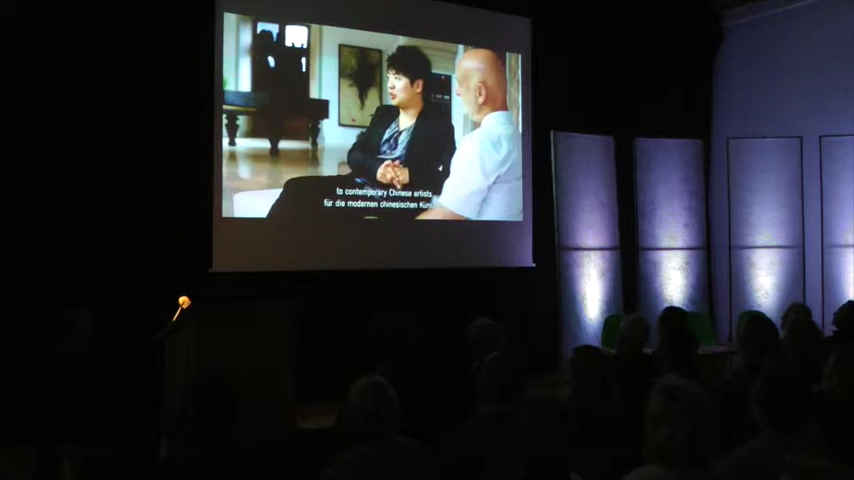 to contemporary Chinese artists,
für die modernen chinesischen